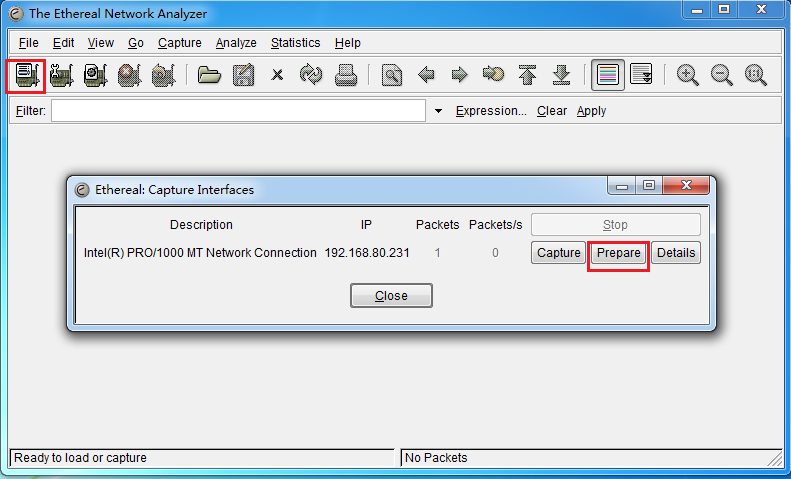 The Ethereal Network Analyzer
File Edit View Go Capture Analyze Statistics Help
Filter: Expression... Clear Apply
Ethereal: Capture Interfaces
Description IP Packets Packets/s Stop
Intel(R) PRO/1000 MT Network Connection 192.168.80.231 1 0 Capture Prepare Details
Close
Ready to load or capture No Packets